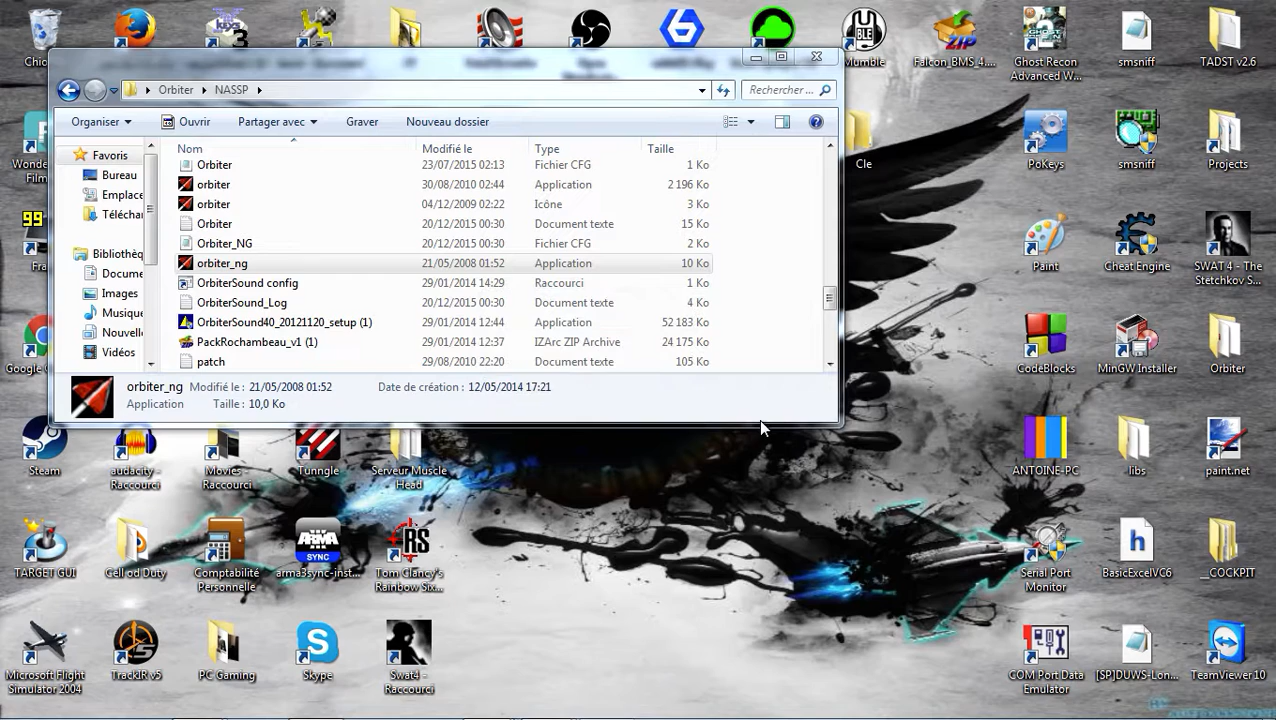 Orbiter ▸ NASSP ▸
Rechercher ...
Organiser
Ouvrir
Partager avec
Graver
Nouveau dossier
Nom Modifié le Type Taille
Favoris
Bureau
Emplace
Télécha
Bibliothèq
Docume
Images
Musique
Nouvelle
Vidéos
Orbiter 23/07/2015 02:13 Fichier CFG 1 Ko
orbiter 30/08/2010 02:44 Application 2 196 Ko
orbiter 04/12/2009 02:22 Icône 3 Ko
Orbiter 20/12/2015 00:30 Document texte 15 Ko
Orbiter_NG 20/12/2015 00:30 Fichier CFG 2 Ko
orbiter_ng 21/05/2008 01:52 Application 10 Ko
OrbiterSound config 29/01/2014 14:29 Raccourci 1 Ko
OrbiterSound_Log 20/12/2015 00:30 Document texte 4 Ko
OrbiterSound40_20121120_setup (1) 29/01/2014 12:44 Application 52 183 Ko
PackRochambeau_v1 (1) 29/01/2014 12:37 IZArc ZIP Archive 24 175 Ko
patch 29/08/2010 22:20 Document texte 105 Ko
orbiter_ng Modifié le : 21/05/2008 01:52 Date de création : 12/05/2014 17:21
Application Taille : 10,0 Ko
Mumble
Falcon_BMS_4....
Ghost Recon
Advanced W...
smsniff
TADST v2.6
Cle
PoKeys
smsniff
Projects
Paint
Cheat Engine
SWAT 4 - The
Stetchkov S...
CodeBlocks
MinGW Installer
Orbiter
Steam
audacity -
Raccourci
Movies -
Raccourci
Tunngle
Serveur Muscle
Head
ANTOINE-PC
libs
paint.net
TARGET GUI
Cell od Duty
Comptabilité
Personnelle
ARMA
SYNC
arma3sync-inst...
RS
Tom Clancy's
Rainbow Six...
Serial Port
Monitor
BasicExcelVC6
__COCKPIT
Microsoft Flight
Simulator 2004
TrackIR v5
PC Gaming
Skype
Swat4 -
Raccourci
COM Port Data
Emulator
[SP]DUWS-Lon...
TeamViewer 10